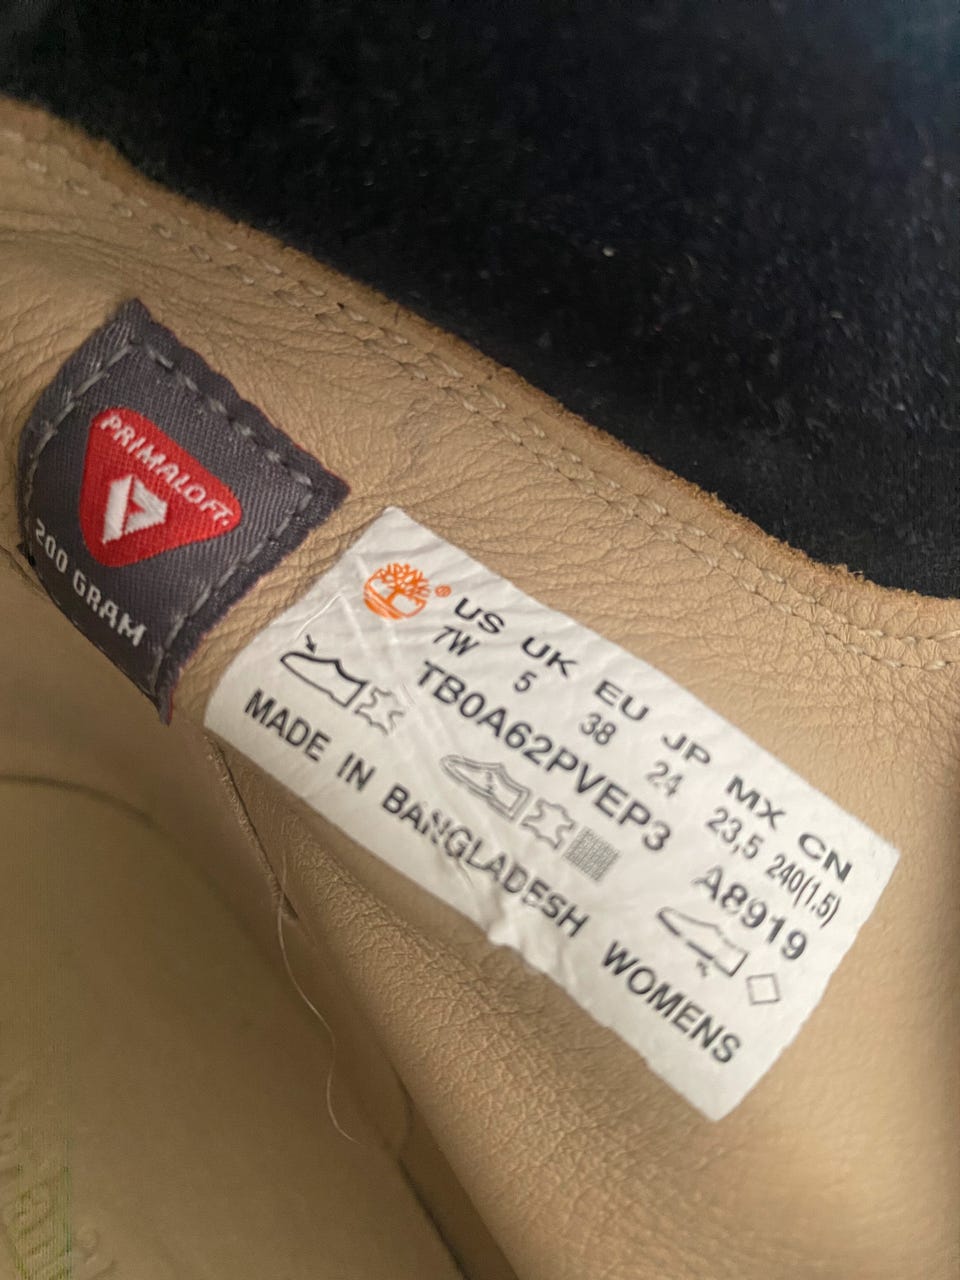 PRIMALOFT
200 GRAM
US UK EU JP MX CN
7W 5 38 24 23,5 240(1.5)
TB0A62PVEP3 A8919
MADE IN BANGLADESH WOMENS